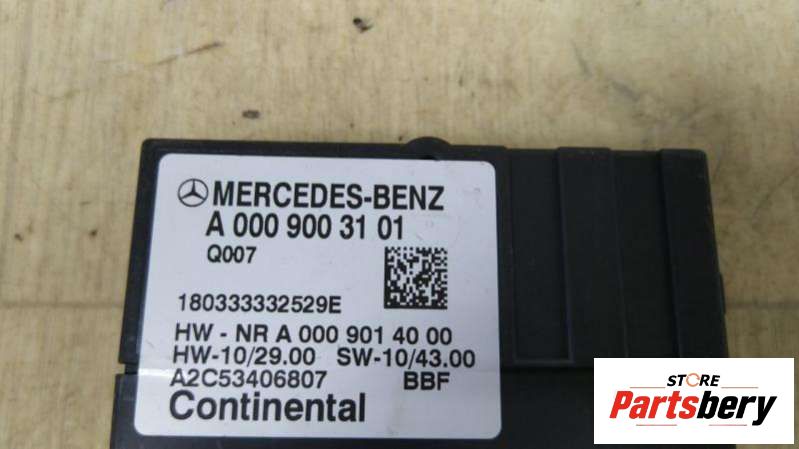 MERCEDES-BENZ
A 000 900 31 01
Q007
180333332529E
HW - NR A 000 901 40 00
HW-10/29.00 SW-10/43.00
A2C53406807 BBF
Continental
STORE
Partsbery